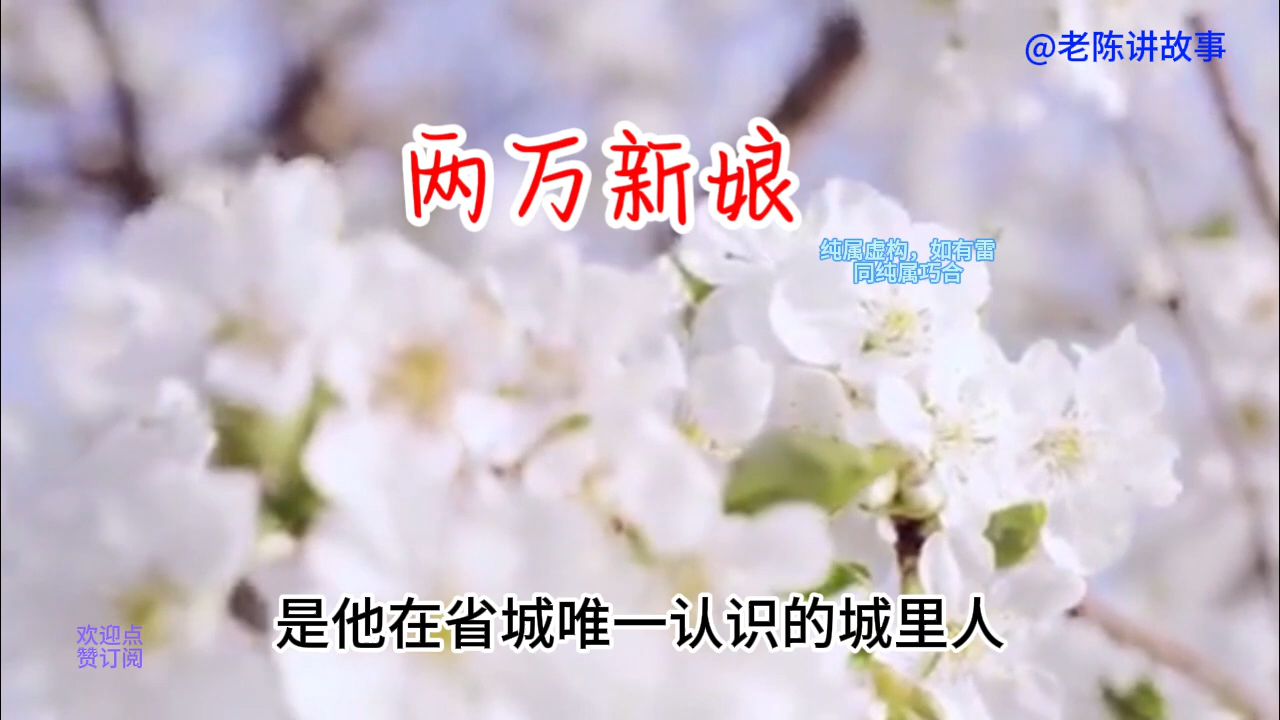 @老陈讲故事
两万新娘
纯属虚构，如有雷
同纯属巧合
是他在省城唯一认识的城里人
欢迎点
赞订阅